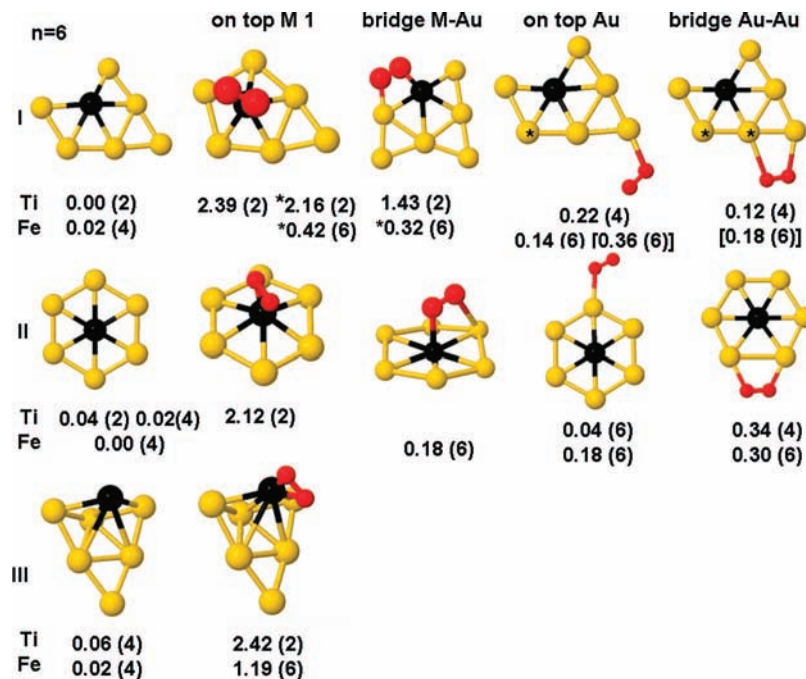 n=6 on top M 1 bridge M-Au on top Au bridge Au-Au
I
* * *
Ti 0.00 (2) 2.39 (2) *2.16 (2) 1.43 (2) 0.22 (4) 0.12 (4)
Fe 0.02 (4) *0.42 (6) *0.32 (6) 0.14 (6) [0.36 (6)] [0.18 (6)]
II
Ti 0.04 (2) 0.02(4) 2.12 (2) 0.04 (6) 0.34 (4)
Fe 0.00 (4) 0.18 (6) 0.18 (6) 0.30 (6)
III
Ti 0.06 (4) 2.42 (2)
Fe 0.02 (4) 1.19 (6)